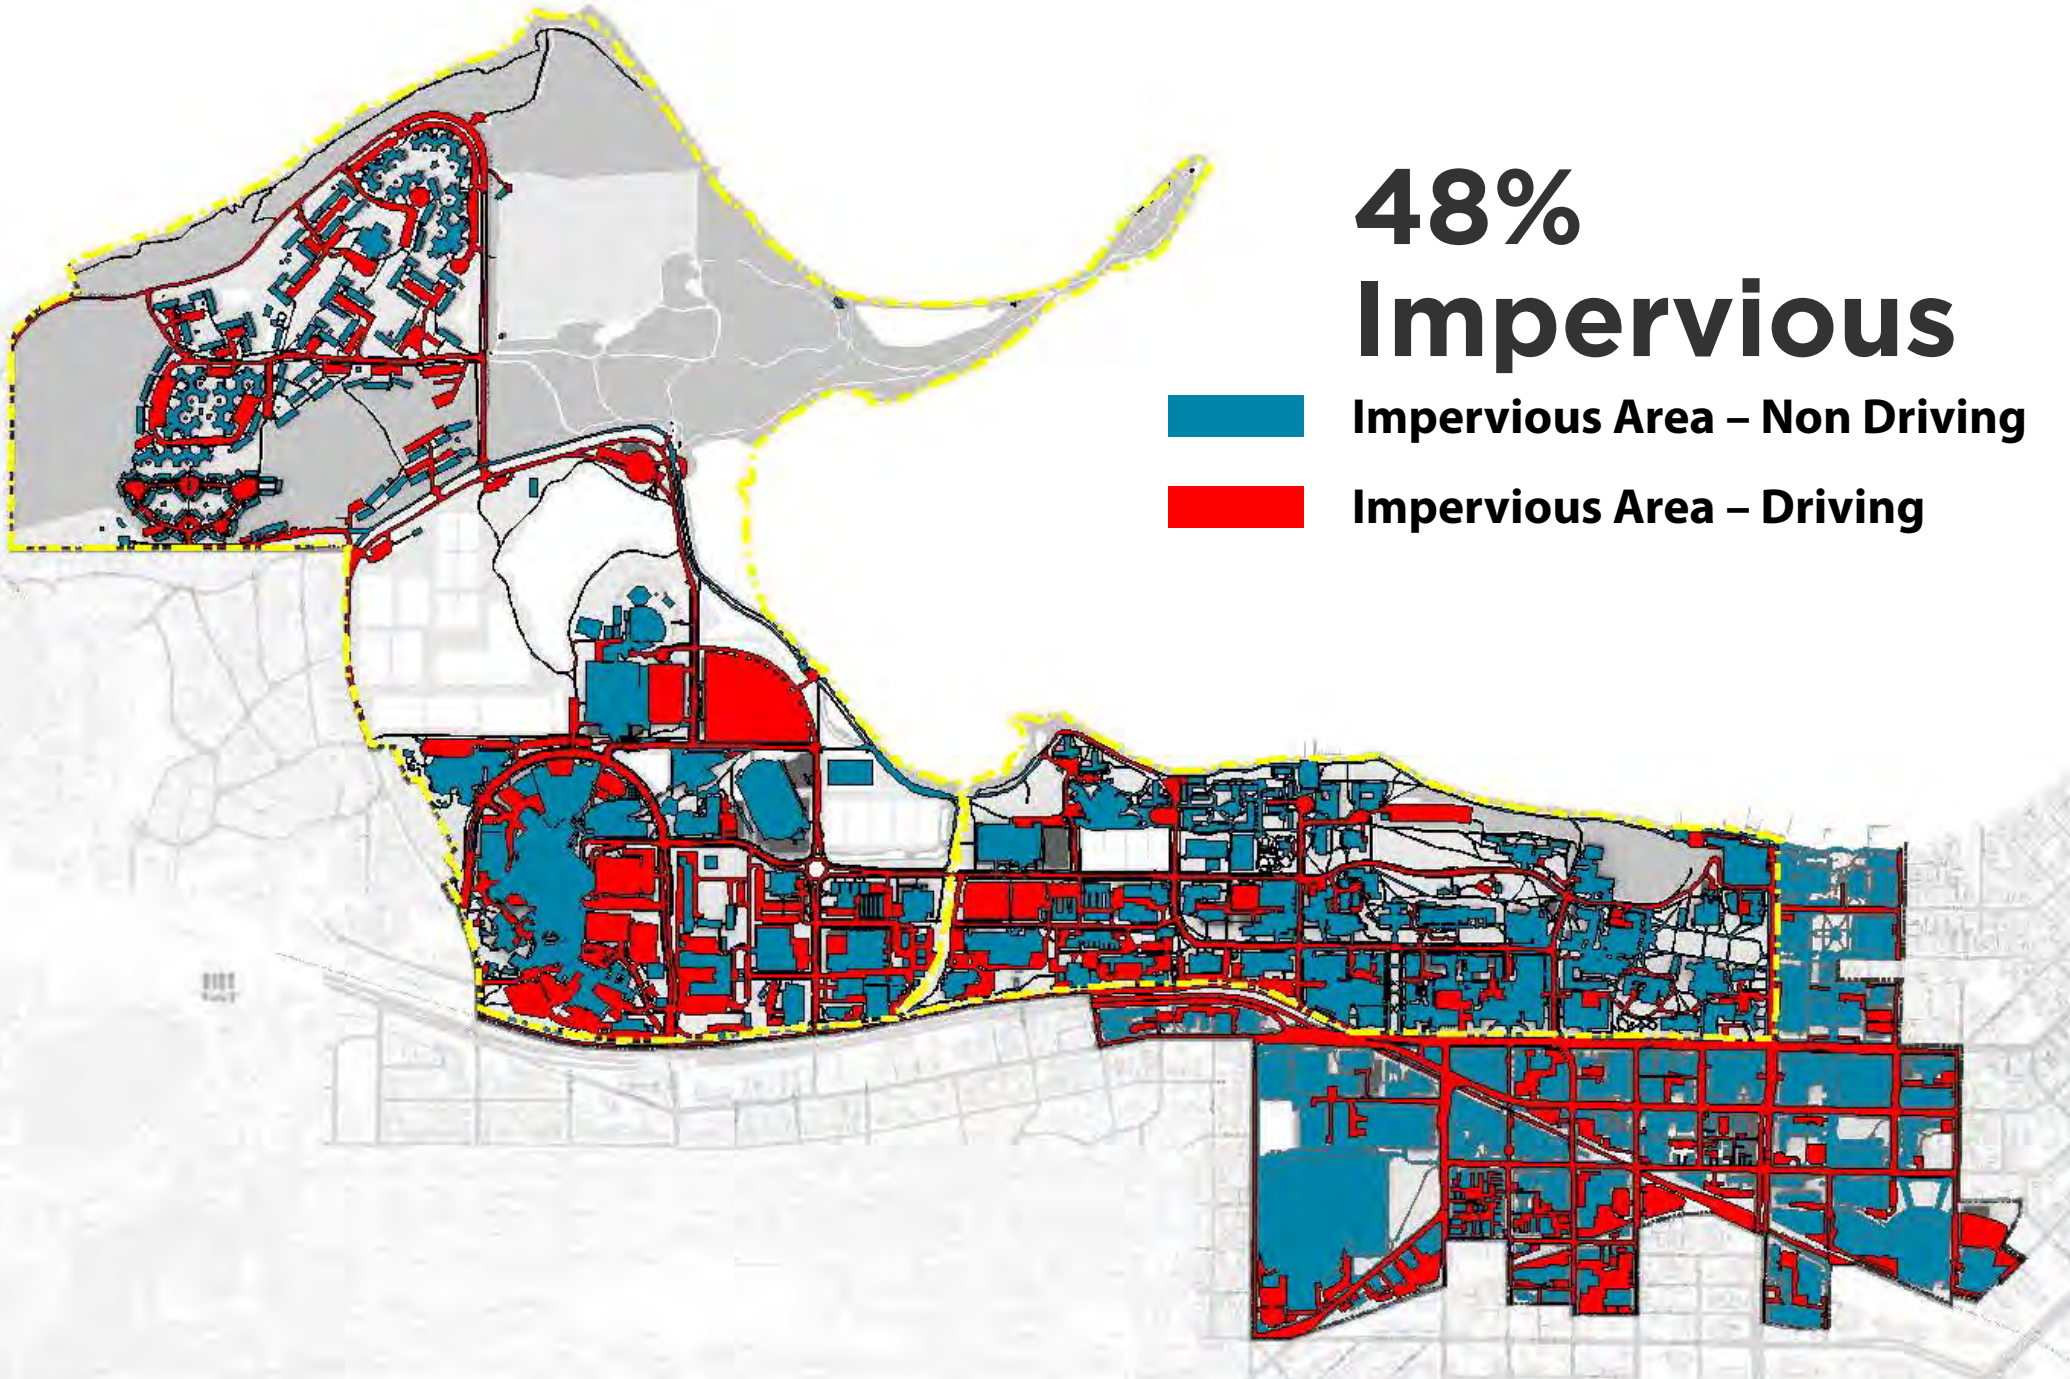 48%
Impervious
Impervious Area – Non Driving
Impervious Area – Driving